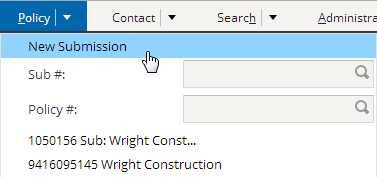 Policy Contact Search Administra
New Submission
Sub #:
Policy #:
1050156 Sub: Wright Const...
9416095145 Wright Construction